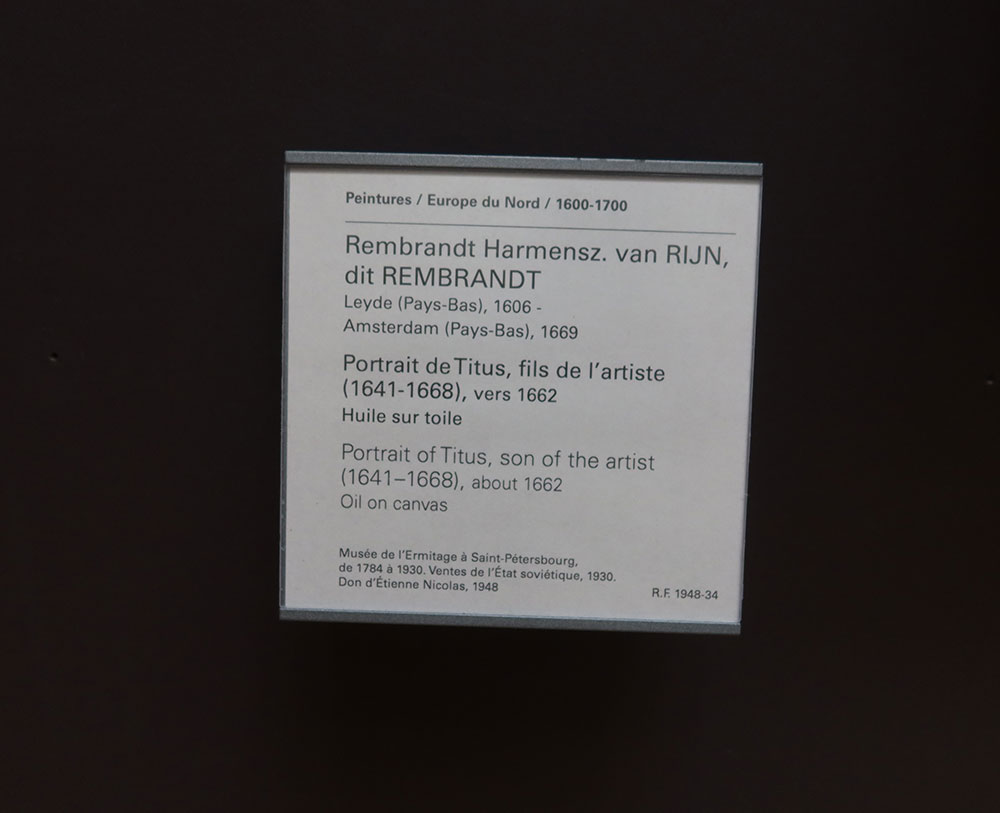 Peintures / Europe du Nord / 1600-1700
Rembrandt Harmensz. van RIJN,
dit REMBRANDT
Leyde (Pays-Bas), 1606 -
Amsterdam (Pays-Bas), 1669
Portrait de Titus, fils de l'artiste
(1641-1668), vers 1662
Huile sur toile
Portrait of Titus, son of the artist
(1641–1668), about 1662
Oil on canvas
Musée de l'Ermitage à Saint-Pétersbourg,
de 1784 à 1930. Ventes de l'État soviétique, 1930.
Don d'Étienne Nicolas, 1948
R.F. 1948-34